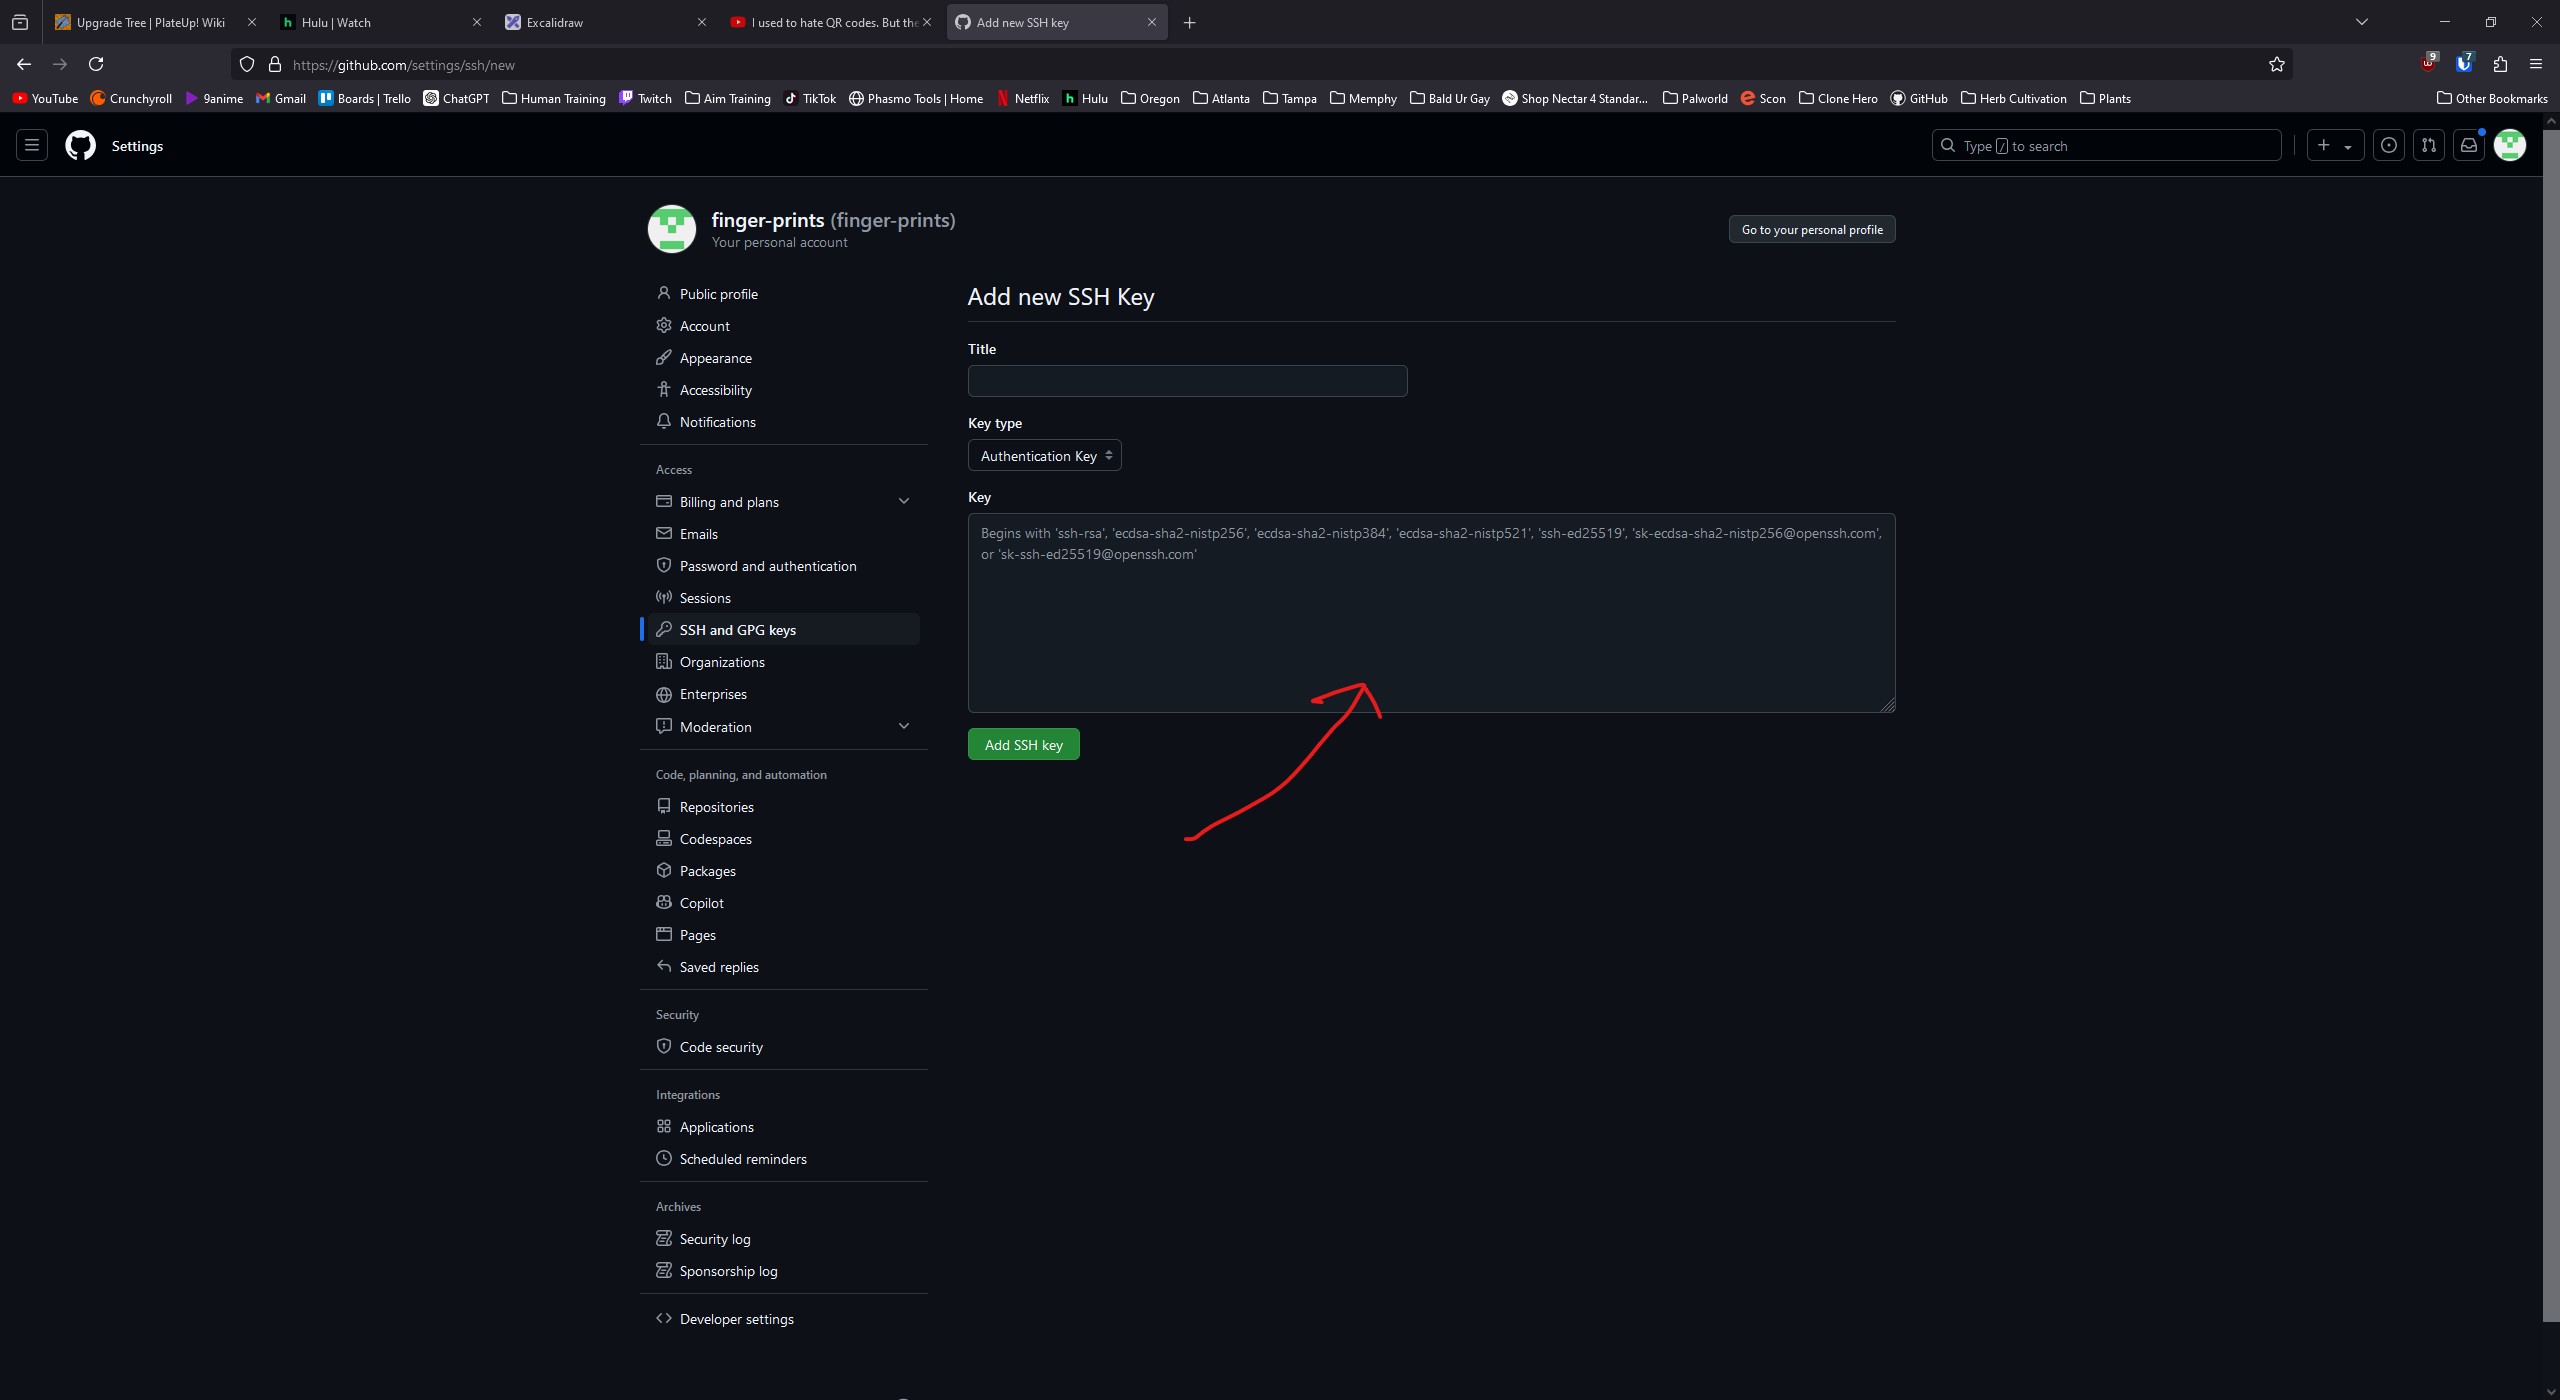 Upgrade Tree | PlateUp! Wiki
Hulu | Watch
Excalidraw
I used to hate QR codes. But the
Add new SSH key
https://github.com/settings/ssh/new
9
7
YouTube Crunchyroll 9anime Gmail Boards | Trello ChatGPT Human Training Twitch Aim Training TikTok Phasmo Tools | Home Netflix Hulu Oregon Atlanta Tampa Memphy Bald Ur Gay Shop Nectar 4 Standar... Palworld Scon Clone Hero GitHub Herb Cultivation Plants Other Bookmarks
Settings
Type / to search
finger-prints (finger-prints)
Your personal account
Go to your personal profile
Public profile
Account
Appearance
Accessibility
Notifications
Access
Billing and plans
Emails
Password and authentication
Sessions
SSH and GPG keys
Organizations
Enterprises
Moderation
Code, planning, and automation
Repositories
Codespaces
Packages
Copilot
Pages
Saved replies
Security
Code security
Integrations
Applications
Scheduled reminders
Archives
Security log
Sponsorship log
Developer settings
Add new SSH Key
Title
Key type
Authentication Key
Key
Begins with 'ssh-rsa', 'ecdsa-sha2-nistp256', 'ecdsa-sha2-nistp384', 'ecdsa-sha2-nistp521', 'ssh-ed25519', 'sk-ecdsa-sha2-nistp256@openssh.com',
or 'sk-ssh-ed25519@openssh.com'
Add SSH key